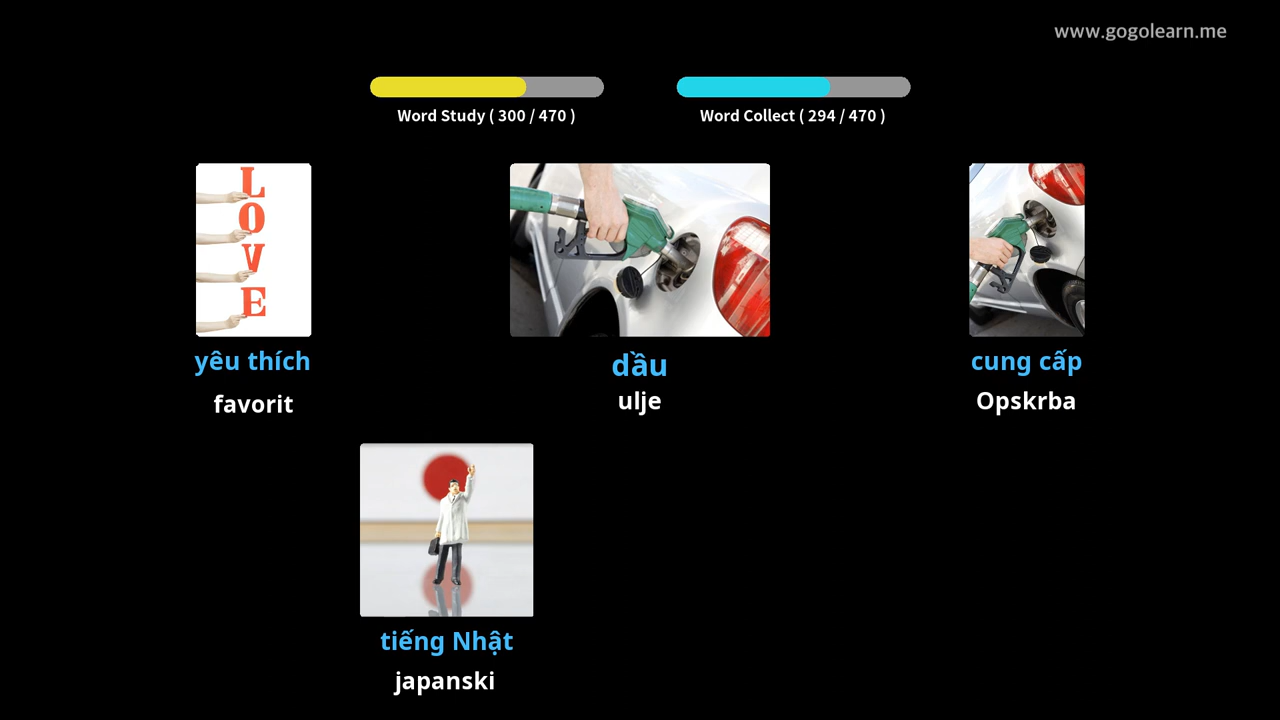 www.gogolearn.me
Word Study ( 300 / 470 )
Word Collect ( 294 / 470 )
L
O
V
E
yêu thích
favorit
dầu
ulje
cung cấp
Opskrba
tiếng Nhật
japanski